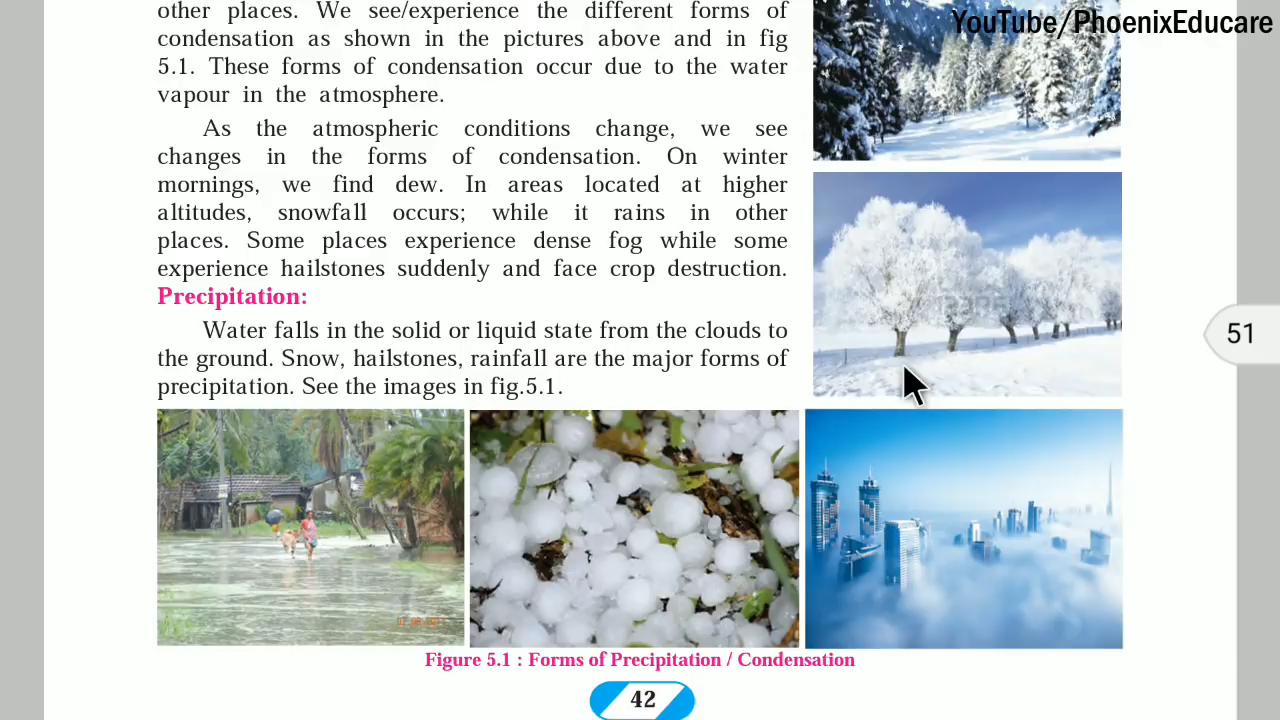 YouTube/PhoenixEducare
other places. We see/experience the different forms of
condensation as shown in the pictures above and in fig
5.1. These forms of condensation occur due to the water
vapour in the atmosphere.
As the atmospheric conditions change, we see
changes in the forms of condensation. On winter
mornings, we find dew. In areas located at higher
altitudes, snowfall occurs; while it rains in other
places. Some places experience dense fog while some
experience hailstones suddenly and face crop destruction.
Precipitation:
Water falls in the solid or liquid state from the clouds to
the ground. Snow, hailstones, rainfall are the major forms of
precipitation. See the images in fig.5.1.
51
Figure 5.1 : Forms of Precipitation / Condensation
42